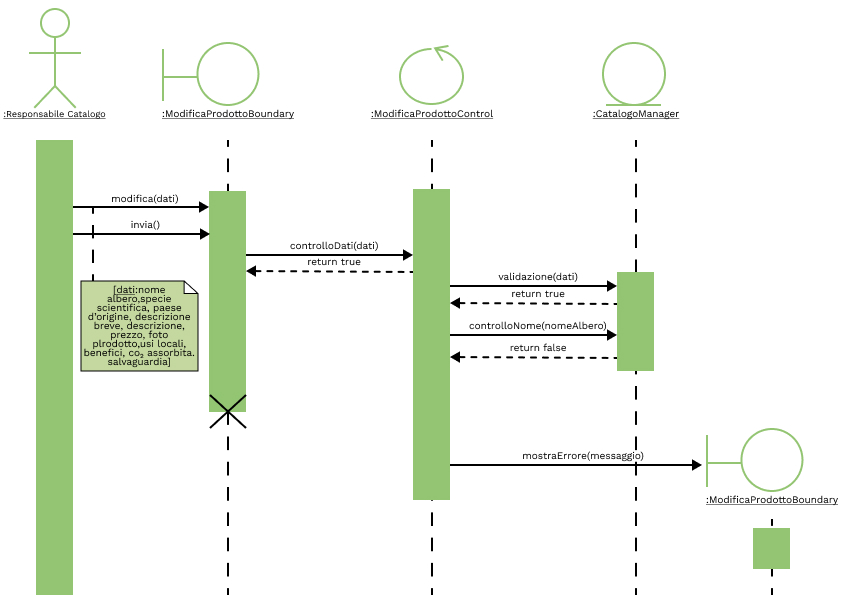 :Responsabile Catalogo
:ModificaProdottoBoundary
:ModificaProdottoControl
:CatalogoManager
modifica(dati)
invia()
controlloDati(dati)
return true
validazione(dati)
return true
controlloNome(nomeAlbero)
return false
[dati:nome
albero,specie
scientifica, paese
d'origine, descrizione
breve, descrizione,
prezzo, foto
plrodotto,usi locali,
benefici, co₂ assorbita.
salvaguardia]
mostraErrore(messaggio)
:ModificaProdottoBoundary